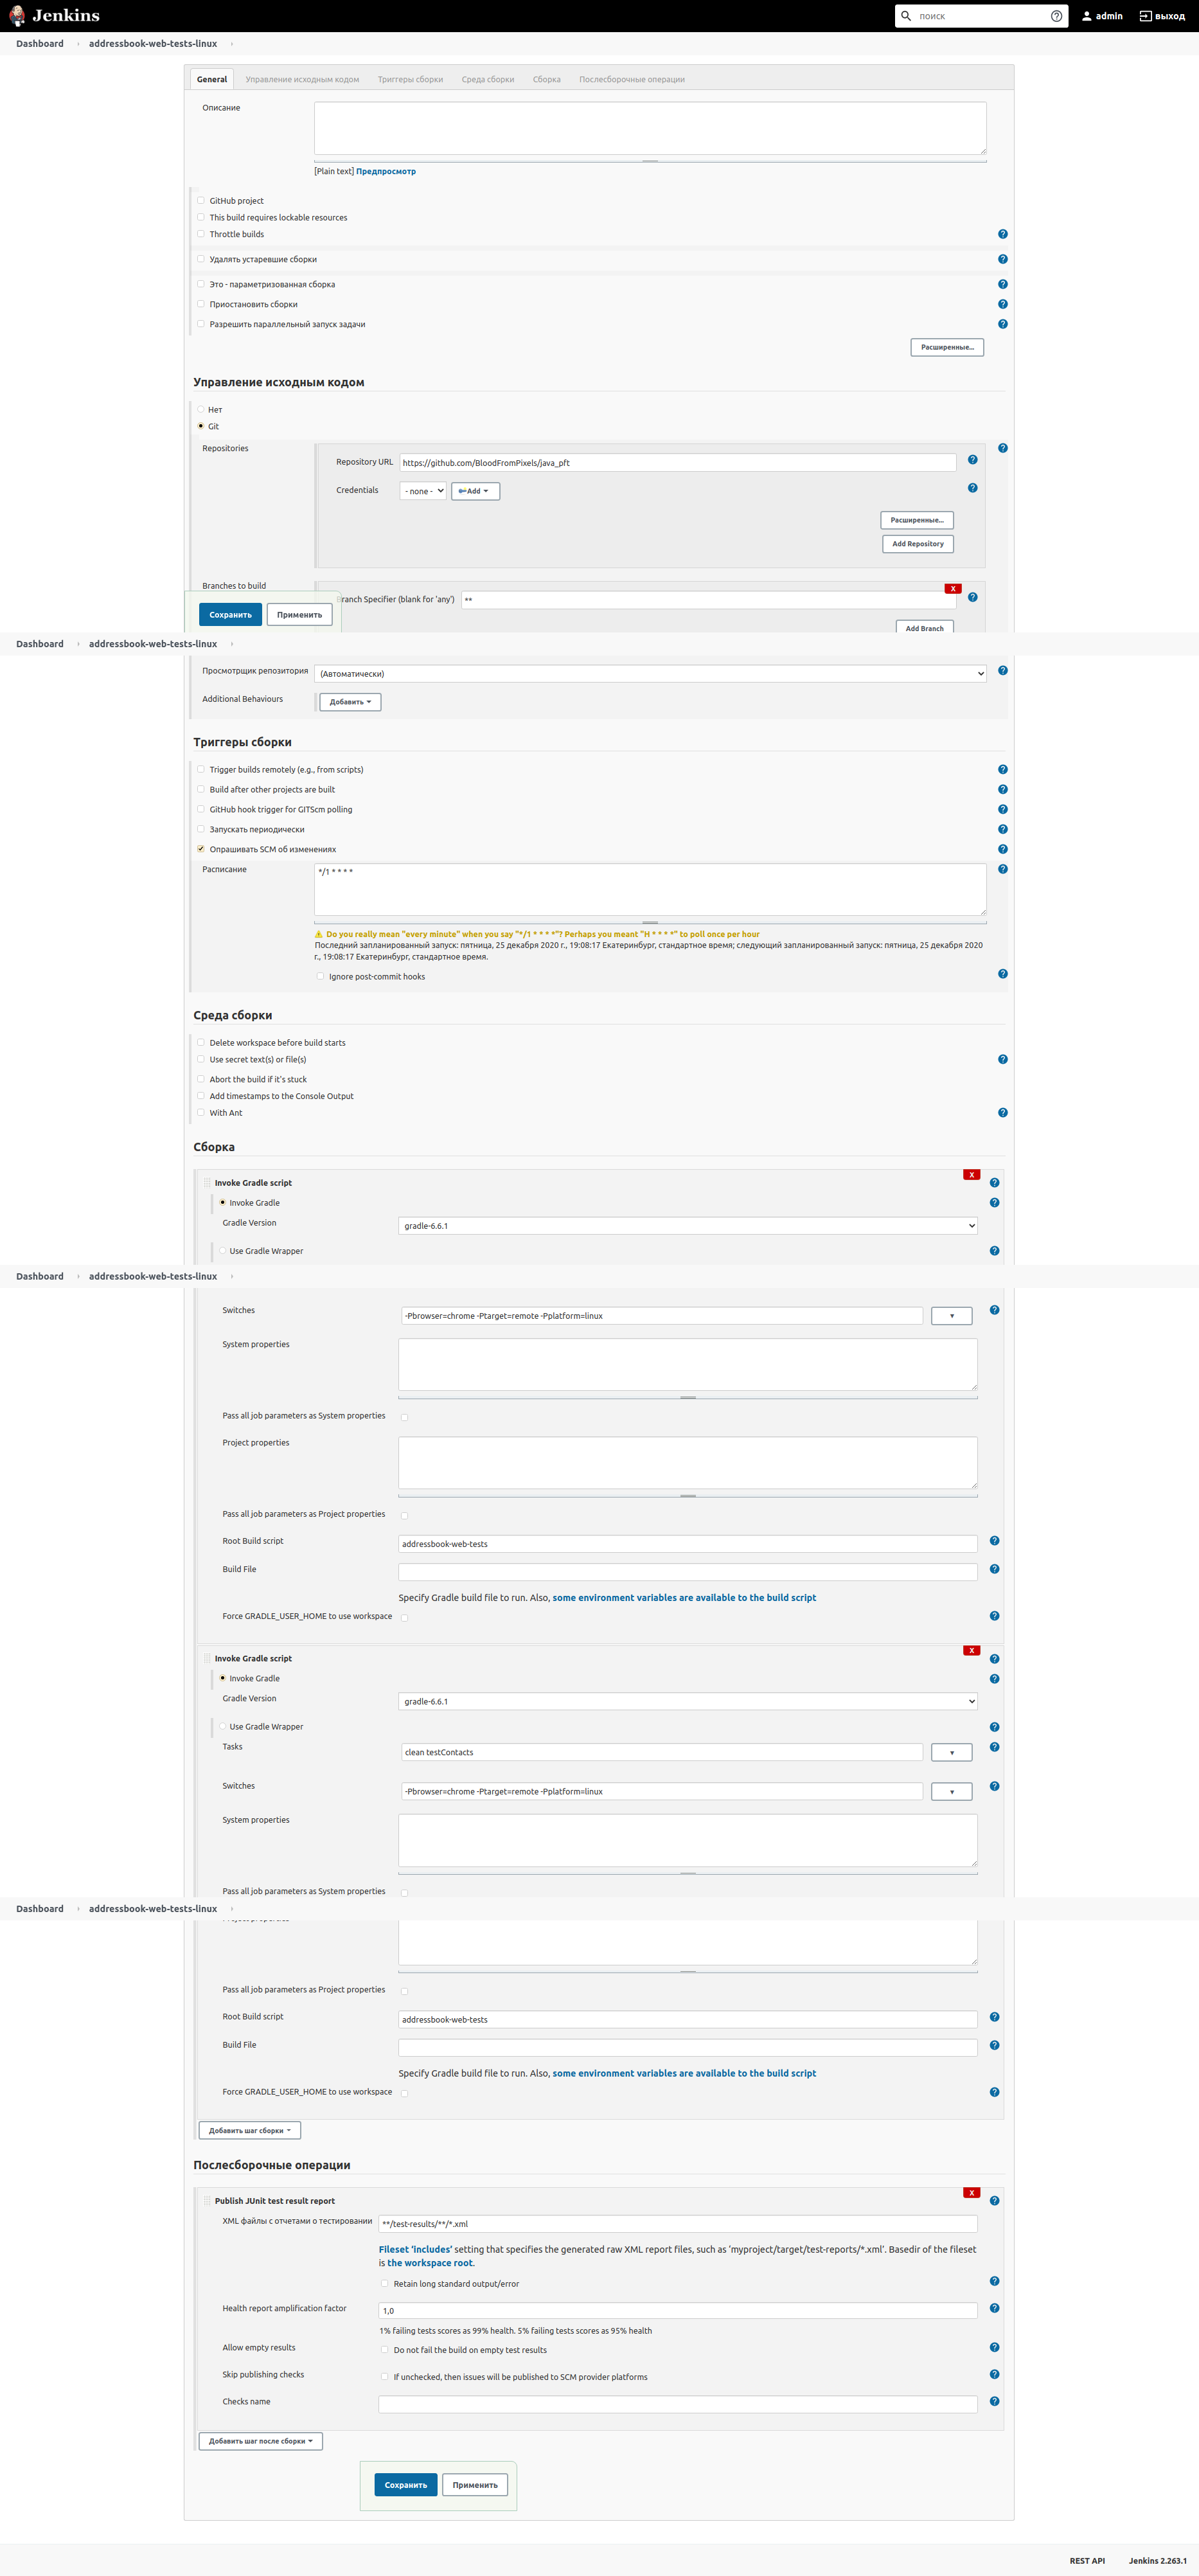 Jenkins
поиск
admin
выход
Dashboard
addressbook-web-tests-linux
General
Управление исходным кодом
Триггеры сборки
Среда сборки
Сборка
Послесборочные операции
Описание
[Plain text] Предпросмотр
GitHub project
This build requires lockable resources
Throttle builds
Удалять устаревшие сборки
Это - параметризованная сборка
Приостановить сборки
Разрешить параллельный запуск задачи
Расширенные...
Управление исходным кодом
Нет
Git
Repositories
Repository URL
https://github.com/BloodFromPixels/java_pft
Credentials
- none -
Add
Расширенные...
Add Repository
Branches to build
X
Branch Specifier (blank for 'any')
**
Сохранить
Применить
Add Branch
Dashboard
addressbook-web-tests-linux
Просмотрщик репозитория
(Автоматически)
Additional Behaviours
Добавить
Триггеры сборки
Trigger builds remotely (e.g., from scripts)
Build after other projects are built
GitHub hook trigger for GITScm polling
Запускать периодически
Опрашивать SCM об изменениях
Расписание
*/1 * * * *
Do you really mean "every minute" when you say "*/1 * * * *"? Perhaps you meant "H * * * *" to poll once per hour
Последний запланированный запуск: пятница, 25 декабря 2020 г., 19:08:17 Екатеринбург, стандартное время; следующий запланированный запуск: пятница, 25 декабря 2020
г., 19:08:17 Екатеринбург, стандартное время.
Ignore post-commit hooks
Среда сборки
Delete workspace before build starts
Use secret text(s) or file(s)
Abort the build if it's stuck
Add timestamps to the Console Output
With Ant
Сборка
X
Invoke Gradle script
Invoke Gradle
Gradle Version
gradle-6.6.1
Use Gradle Wrapper
Dashboard
addressbook-web-tests-linux
Switches
-Pbrowser=chrome -Ptarget=remote -Pplatform=linux
System properties
Pass all job parameters as System properties
Project properties
Pass all job parameters as Project properties
Root Build script
addressbook-web-tests
Build File
Specify Gradle build file to run. Also, some environment variables are available to the build script
Force GRADLE_USER_HOME to use workspace
X
Invoke Gradle script
Invoke Gradle
Gradle Version
gradle-6.6.1
Use Gradle Wrapper
Tasks
clean testContacts
Switches
-Pbrowser=chrome -Ptarget=remote -Pplatform=linux
System properties
Pass all job parameters as System properties
Dashboard
addressbook-web-tests-linux
Project properties
Pass all job parameters as Project properties
Root Build script
addressbook-web-tests
Build File
Specify Gradle build file to run. Also, some environment variables are available to the build script
Force GRADLE_USER_HOME to use workspace
Добавить шаг сборки
Послесборочные операции
X
Publish JUnit test result report
XML файлы с отчетами о тестировании
**/test-results/**/*.xml
Fileset 'includes' setting that specifies the generated raw XML report files, such as 'myproject/target/test-reports/*.xml'. Basedir of the fileset
is the workspace root.
Retain long standard output/error
Health report amplification factor
1,0
1% failing tests scores as 99% health. 5% failing tests scores as 95% health
Allow empty results
Do not fail the build on empty test results
Skip publishing checks
If unchecked, then issues will be published to SCM provider platforms
Checks name
Добавить шаг после сборки
Сохранить
Применить
REST API
Jenkins 2.263.1